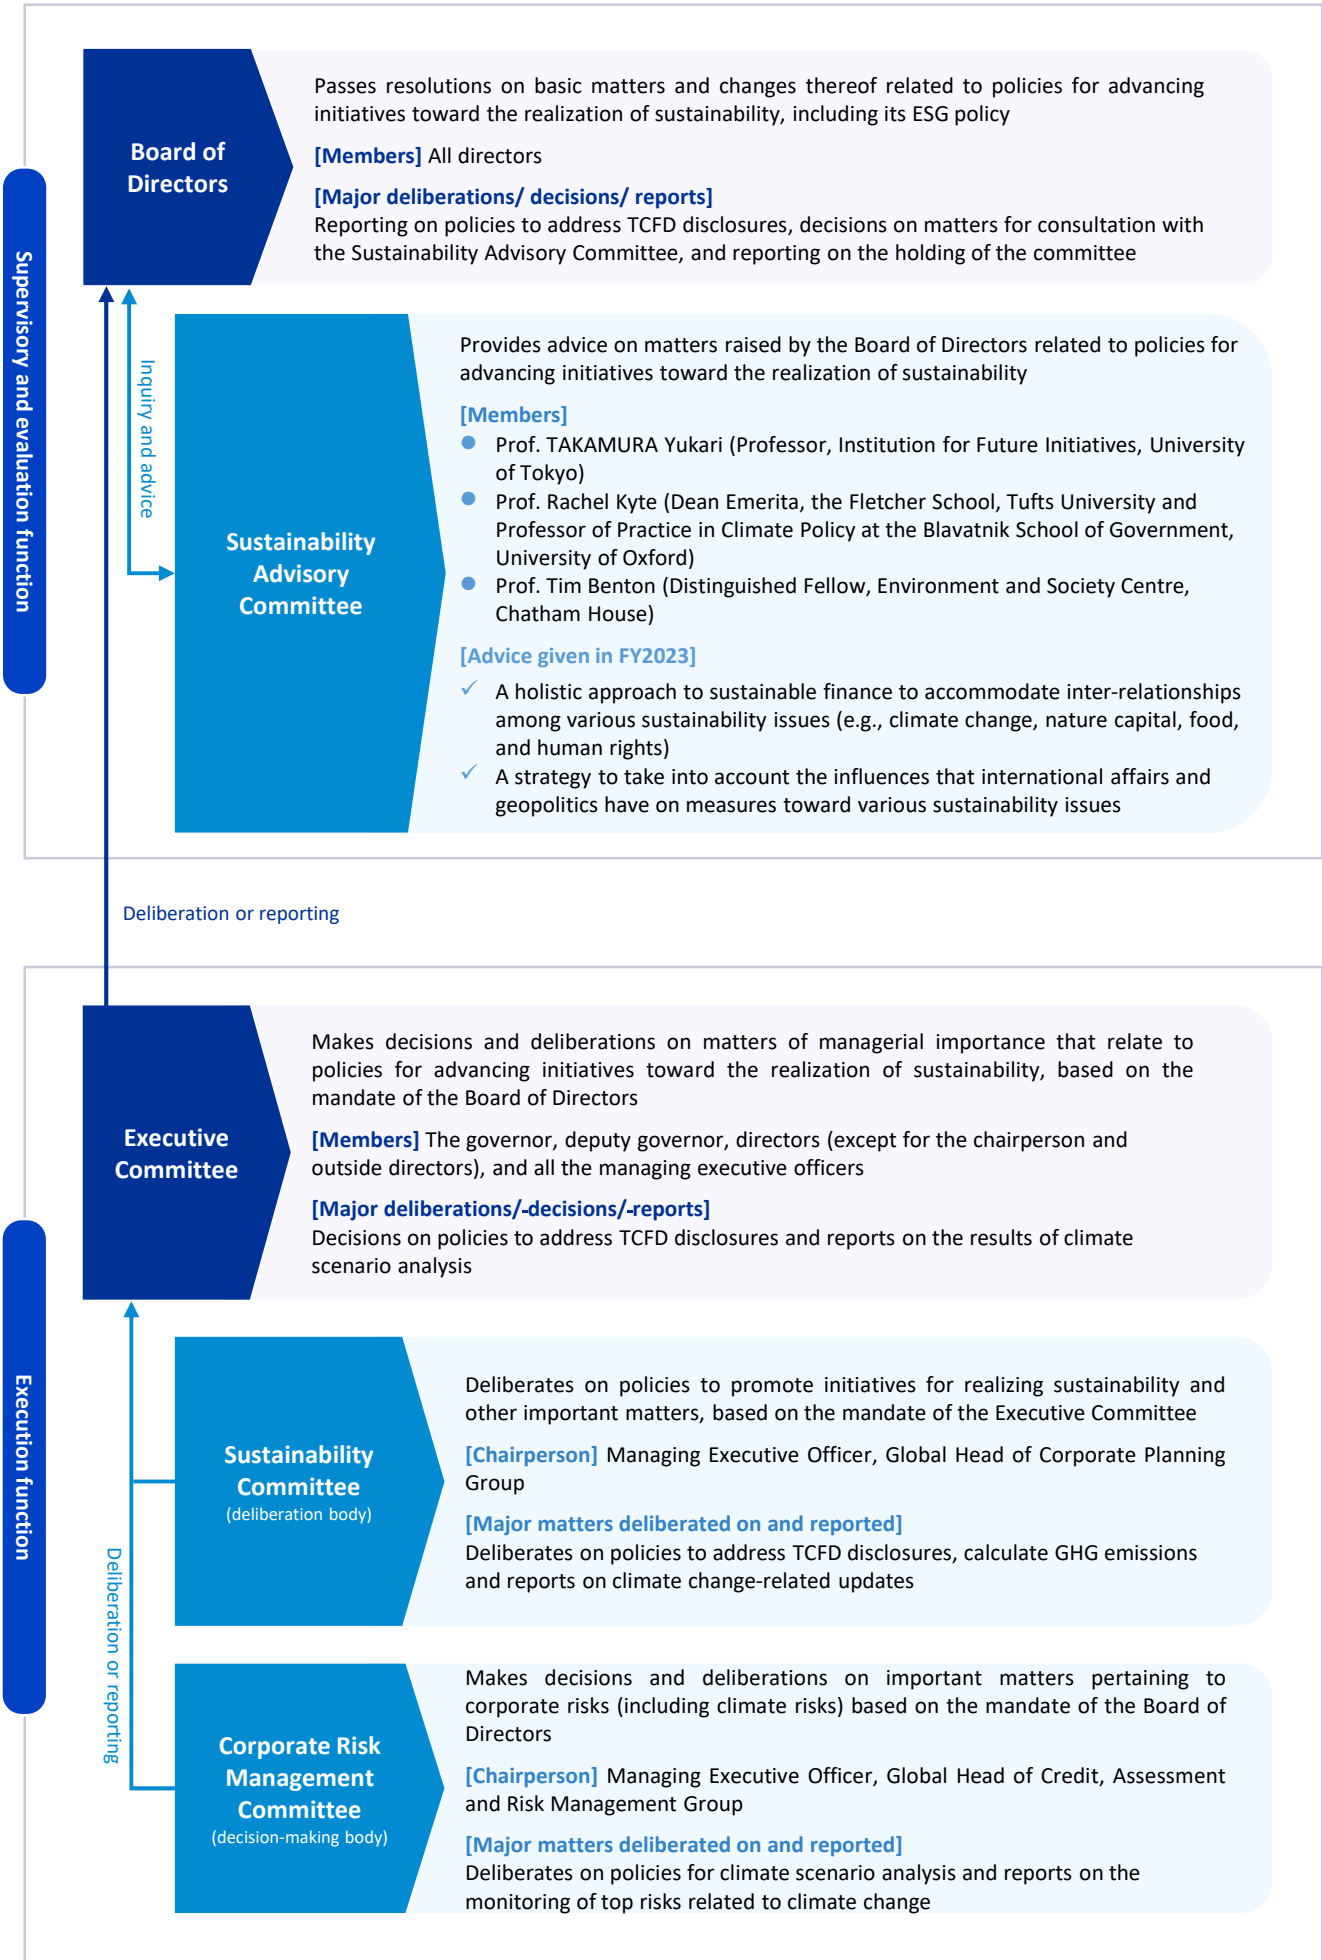 Supervisory and evaluation function
Board of
Directors
Passes resolutions on basic matters and changes thereof related to policies for advancing
initiatives toward the realization of sustainability, including its ESG policy
[Members] All directors
[Major deliberations/ decisions/ reports]
Reporting on policies to address TCFD disclosures, decisions on matters for consultation with
the Sustainability Advisory Committee, and reporting on the holding of the committee
Inquiry and advice
Sustainability
Advisory
Committee
Provides advice on matters raised by the Board of Directors related to policies for
advancing initiatives toward the realization of sustainability
[Members]
● Prof. TAKAMURA Yukari (Professor, Institution for Future Initiatives, University
of Tokyo)
● Prof. Rachel Kyte (Dean Emerita, the Fletcher School, Tufts University and
Professor of Practice in Climate Policy at the Blavatnik School of Government,
University of Oxford)
● Prof. Tim Benton (Distinguished Fellow, Environment and Society Centre,
Chatham House)
[Advice given in FY2023]
✓ A holistic approach to sustainable finance to accommodate inter-relationships
among various sustainability issues (e.g., climate change, nature capital, food,
and human rights)
✓ A strategy to take into account the influences that international affairs and
geopolitics have on measures toward various sustainability issues
Deliberation or reporting
Execution function
Executive
Committee
Makes decisions and deliberations on matters of managerial importance that relate to
policies for advancing initiatives toward the realization of sustainability, based on the
mandate of the Board of Directors
[Members] The governor, deputy governor, directors (except for the chairperson and
outside directors), and all the managing executive officers
[Major deliberations/-decisions/-reports]
Decisions on policies to address TCFD disclosures and reports on the results of climate
scenario analysis
Deliberation or reporting
Sustainability
Committee
(deliberation body)
Deliberates on policies to promote initiatives for realizing sustainability and
other important matters, based on the mandate of the Executive Committee
[Chairperson] Managing Executive Officer, Global Head of Corporate Planning
Group
[Major matters deliberated on and reported]
Deliberates on policies to address TCFD disclosures, calculate GHG emissions
and reports on climate change-related updates
Corporate Risk
Management
Committee
(decision-making body)
Makes decisions and deliberations on important matters pertaining to
corporate risks (including climate risks) based on the mandate of the Board of
Directors
[Chairperson] Managing Executive Officer, Global Head of Credit, Assessment
and Risk Management Group
[Major matters deliberated on and reported]
Deliberates on policies for climate scenario analysis and reports on the
monitoring of top risks related to climate change